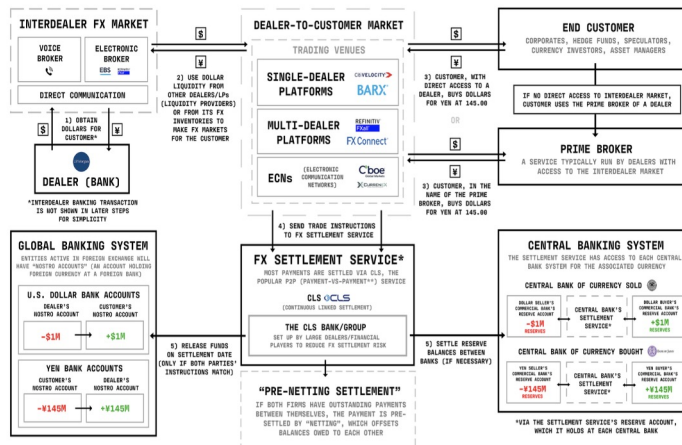 INTERDEALER FX MARKET
VOICE
BROKER
ELECTRONIC
BROKER
EBS
DIRECT COMMUNICATION
$
¥
1) OBTAIN
DOLLARS FOR
CUSTOMER*
DEALER (BANK)
*INTERDEALER BANKING TRANSACTION
IS NOT SHOWN IN LATER STEPS
FOR SIMPLICITY
$
¥
2) USE DOLLAR
LIQUIDITY FROM
OTHER DEALERS/LPs
(LIQUIDITY PROVIDERS)
OR FROM ITS FX
INVENTORIES TO
MAKE FX MARKETS
FOR THE CUSTOMER
DEALER-TO-CUSTOMER MARKET
TRADING VENUES
SINGLE-DEALER
PLATFORMS
VELOCITY
BARX
MULTI-DEALER
PLATFORMS
REFINITIV
FXall
FX Connect
ECNs
(ELECTRONIC
COMMUNICATION
NETWORKS)
Cboe
CURRENEX
$
¥
3) CUSTOMER, WITH
DIRECT ACCESS TO A
DEALER, BUYS DOLLARS
FOR YEN AT 145.00
OR
$
¥
3) CUSTOMER, IN THE
NAME OF THE PRIME
BROKER, BUYS DOLLARS
FOR YEN AT 145.00
END CUSTOMER
CORPORATES, HEDGE FUNDS, SPECULATORS,
CURRENCY INVESTORS, ASSET MANAGERS
IF NO DIRECT ACCESS TO INTERDEALER MARKET,
CUSTOMER USES THE PRIME BROKER OF A DEALER
PRIME BROKER
A SERVICE TYPICALLY RUN BY DEALERS WITH
ACCESS TO THE INTERDEALER MARKET
4) SEND TRADE INSTRUCTIONS
TO FX SETTLEMENT SERVICE
GLOBAL BANKING SYSTEM
ENTITIES ACTIVE IN FOREIGN EXCHANGE WILL
HAVE "NOSTRO ACCOUNTS" (AN ACCOUNT HOLDING
FOREIGN CURRENCY AT A FOREIGN BANK)
U.S. DOLLAR BANK ACCOUNTS
DEALER'S
NOSTRO ACCOUNT
CUSTOMER'S
NOSTRO ACCOUNT
-$1M
+$1M
YEN BANK ACCOUNTS
CUSTOMER'S
NOSTRO ACCOUNT
DEALER'S
NOSTRO ACCOUNT
-¥145M
+¥145M
5) RELEASE FUNDS
ON SETTLEMENT DATE
(ONLY IF BOTH PARTIES'
INSTRUCTIONS MATCH)
FX SETTLEMENT SERVICE*
MOST PAYMENTS ARE SETTLED VIA CLS, THE
POPULAR P2P (PAYMENT-VS-PAYMENT**) SERVICE
CLS CLS
(CONTINUOUS LINKED SETTLEMENT)
THE CLS BANK/GROUP
SET UP BY LARGE DEALERS/FINANCIAL
PLAYERS TO REDUCE FX SETTLEMENT RISK
"PRE-NETTING SETTLEMENT"
IF BOTH FIRMS HAVE OUTSTANDING PAYMENTS
BETWEEN THEMSELVES, THE PAYMENT IS PRE-
SETTLED BY "NETTING", WHICH OFFSETS
BALANCES OWED TO EACH OTHER
5) SETTLE RESERVE
BALANCES BETWEEN
BANKS (IF NECESSARY)
CENTRAL BANKING SYSTEM
THE SETTLEMENT SERVICE HAS ACCESS TO EACH CENTRAL
BANK SYSTEM FOR THE ASSOCIATED CURRENCY
CENTRAL BANK OF CURRENCY SOLD
DOLLAR SELLER'S
COMMERCIAL BANK'S
RESERVE ACCOUNT
-$1M
RESERVES
CENTRAL BANK'S
SETTLEMENT
SERVICE*
DOLLAR BUYER'S
COMMERCIAL BANK'S
RESERVE ACCOUNT
+$1M
RESERVES
CENTRAL BANK OF CURRENCY BOUGHT
YEN SELLER'S
COMMERCIAL BANK'S
RESERVE ACCOUNT
-¥145M
RESERVES
CENTRAL BANK'S
SETTLEMENT
SERVICE*
YEN BUYER'S
COMMERCIAL BANK'S
RESERVE ACCOUNT
+¥145M
RESERVES
*VIA THE SETTLEMENT SERVICE'S RESERVE ACCOUNT,
WHICH IT HOLDS AT EACH CENTRAL BANK